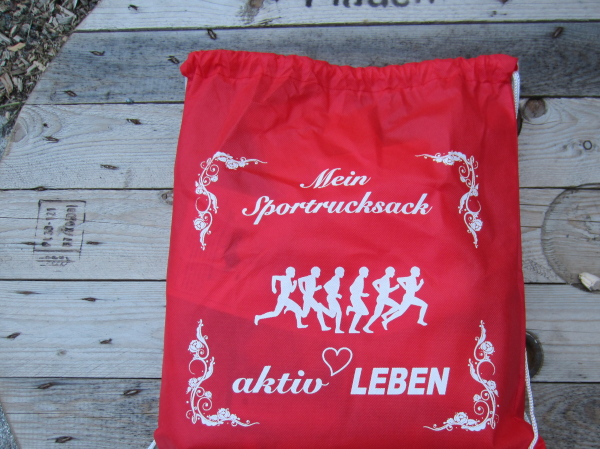 Mein
Sportrucksack
aktiv LEBEN